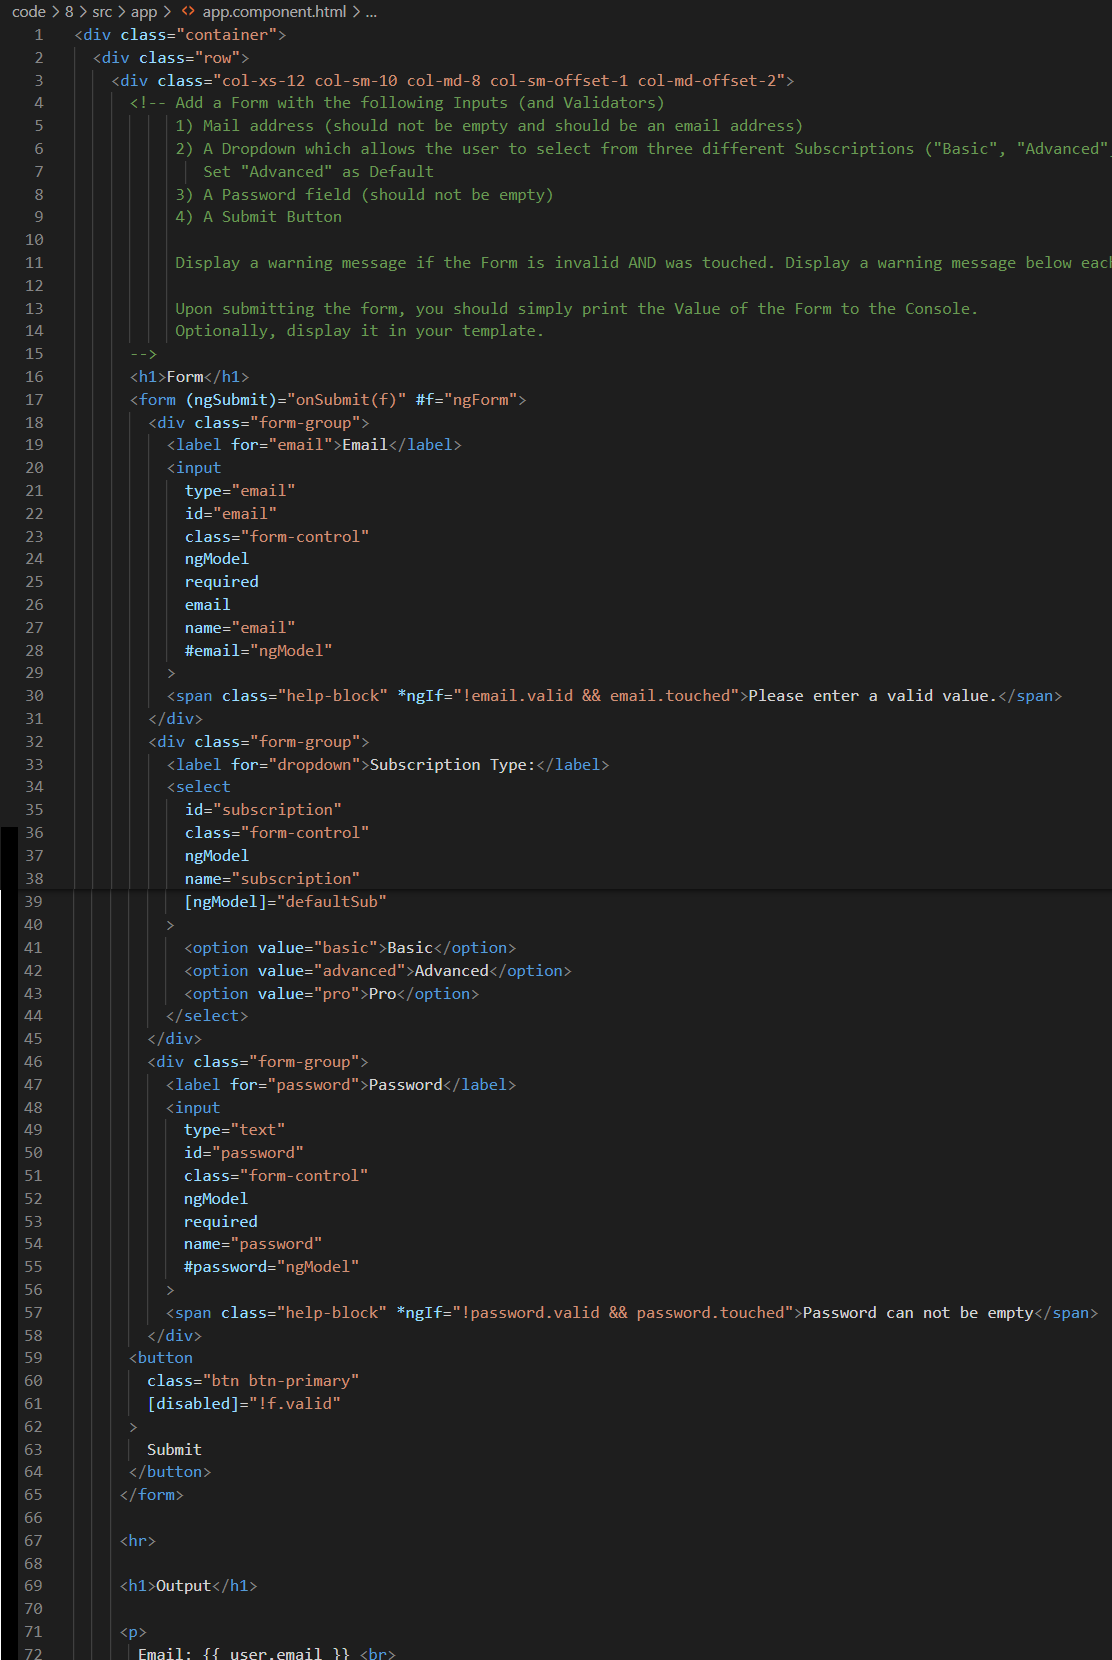 code > 8 > src > app > <> app.component.html > ...
1 <div class="container">
2 <div class="row">
3 <div class="col-xs-12 col-sm-10 col-md-8 col-sm-offset-1 col-md-offset-2">
4 <!-- Add a Form with the following Inputs (and Validators)
5 1) Mail address (should not be empty and should be an email address)
6 2) A Dropdown which allows the user to select from three different Subscriptions ("Basic", "Advanced",
7 Set "Advanced" as Default
8 3) A Password field (should not be empty)
9 4) A Submit Button
10
11 Display a warning message if the Form is invalid AND was touched. Display a warning message below each
12
13 Upon submitting the form, you should simply print the Value of the Form to the Console.
14 Optionally, display it in your template.
15 -->
16 <h1>Form</h1>
17 <form (ngSubmit)="onSubmit(f)" #f="ngForm">
18 <div class="form-group">
19 <label for="email">Email</label>
20 <input
21 type="email"
22 id="email"
23 class="form-control"
24 ngModel
25 required
26 email
27 name="email"
28 #email="ngModel"
29 >
30 <span class="help-block" *ngIf="!email.valid && email.touched">Please enter a valid value.</span>
31 </div>
32 <div class="form-group">
33 <label for="dropdown">Subscription Type:</label>
34 <select
35 id="subscription"
36 class="form-control"
37 ngModel
38 name="subscription"
39 [ngModel]="defaultSub"
40 >
41 <option value="basic">Basic</option>
42 <option value="advanced">Advanced</option>
43 <option value="pro">Pro</option>
44 </select>
45 </div>
46 <div class="form-group">
47 <label for="password">Password</label>
48 <input
49 type="text"
50 id="password"
51 class="form-control"
52 ngModel
53 required
54 name="password"
55 #password="ngModel"
56 >
57 <span class="help-block" *ngIf="!password.valid && password.touched">Password can not be empty</span>
58 </div>
59 <button
60 class="btn btn-primary"
61 [disabled]="!f.valid"
62 >
63 Submit
64 </button>
65 </form>
66
67 <hr>
68
69 <h1>Output</h1>
70
71 <p>
72 Email: {{ user.email }} <br>